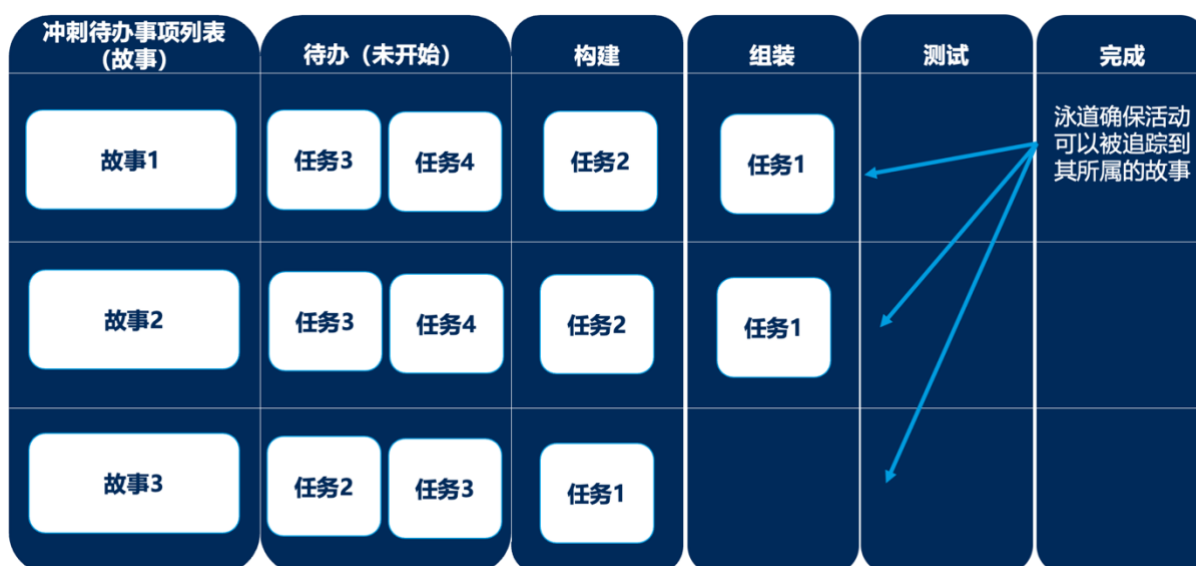 冲刺待办事项列表
(故事)
待办（未开始）
构建
组装
测试
完成
故事1
任务3
任务4
任务2
任务1
泳道确保活动
可以被追踪到
其所属的故事
故事2
任务3
任务4
任务2
任务1
故事3
任务2
任务3
任务1